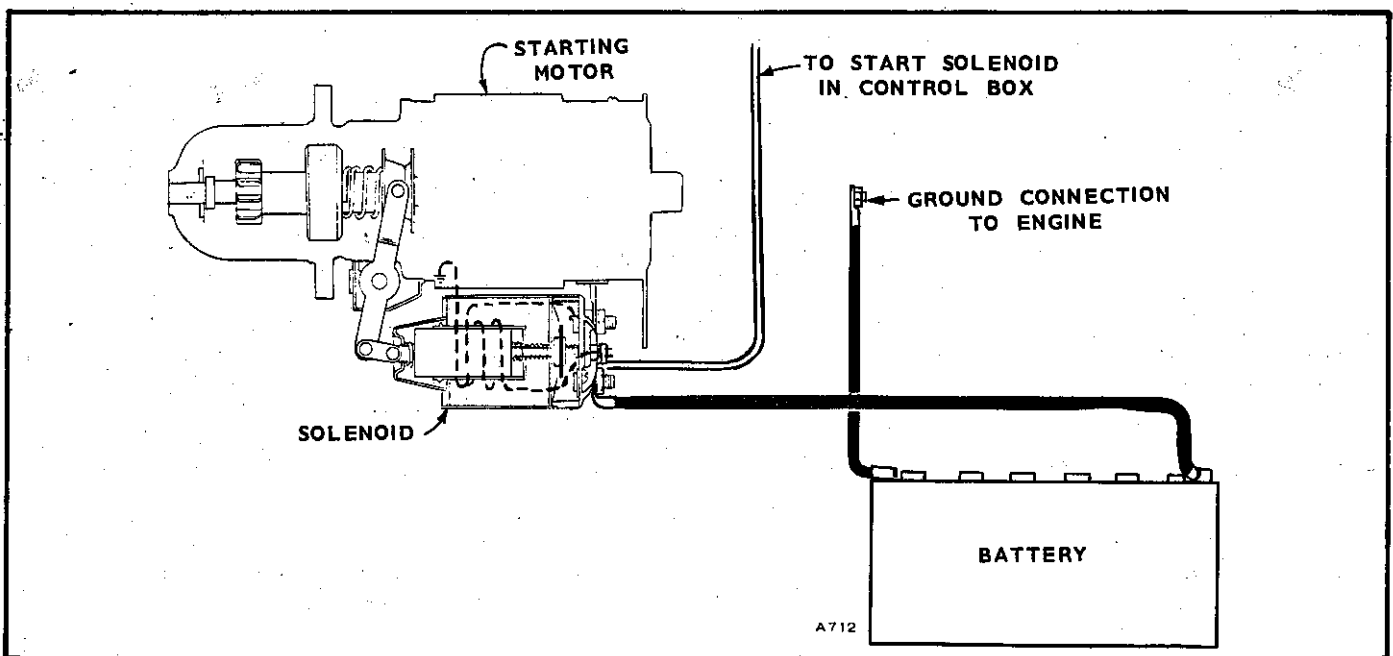 STARTING
MOTOR
TO START SOLENOID
IN CONTROL BOX
GROUND CONNECTION
TO ENGINE
SOLENOID
BATTERY
A712